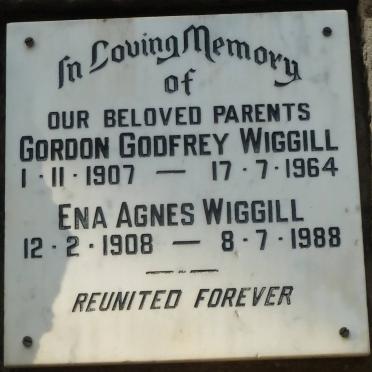 In Loving Memory
of
OUR BELOVED PARENTS
GORDON GODFREY WIGGILL
1 · 11 · 1907 — 17 · 7 · 1964
ENA AGNES WIGGILL
12 · 2 · 1908 — 8 · 7 · 1988
REUNITED FOREVER